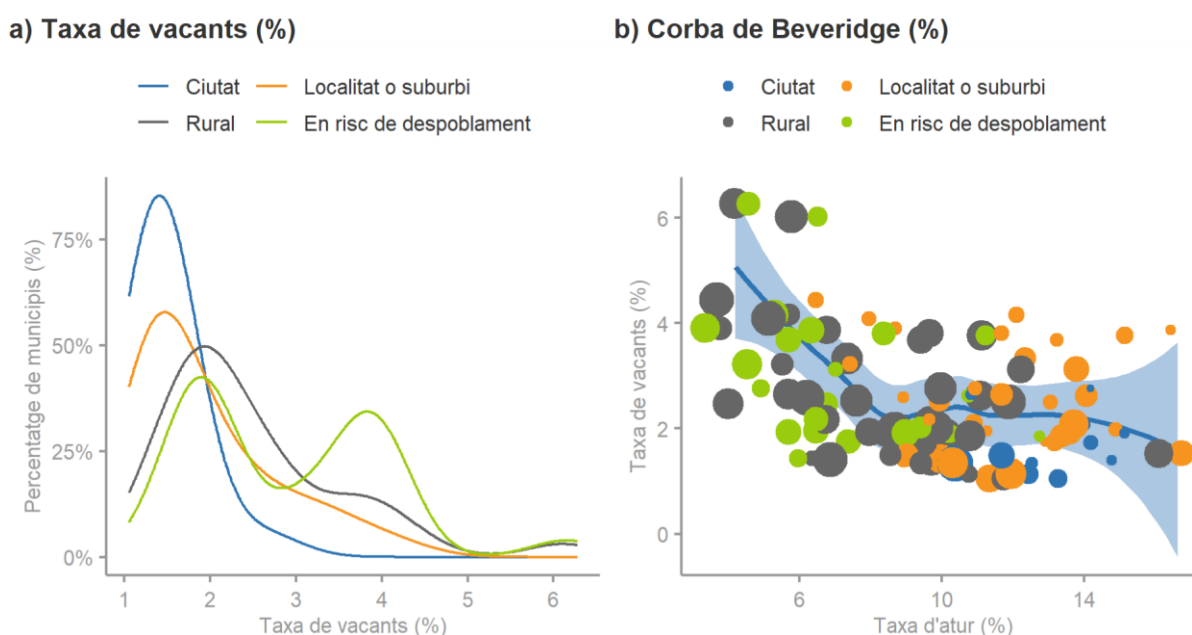 a) Taxa de vacants (%)
Ciutat
Localitat o suburbi
Rural
En risc de despoblament
Percentatge de municipis (%)
75%
50%
25%
0%
1 2 3 4 5 6
Taxa de vacants (%)
b) Corba de Beveridge (%)
Ciutat
Localitat o suburbi
Rural
En risc de despoblament
Taxa de vacants (%)
6
4
2
0
6 10 14
Taxa d'atur (%)